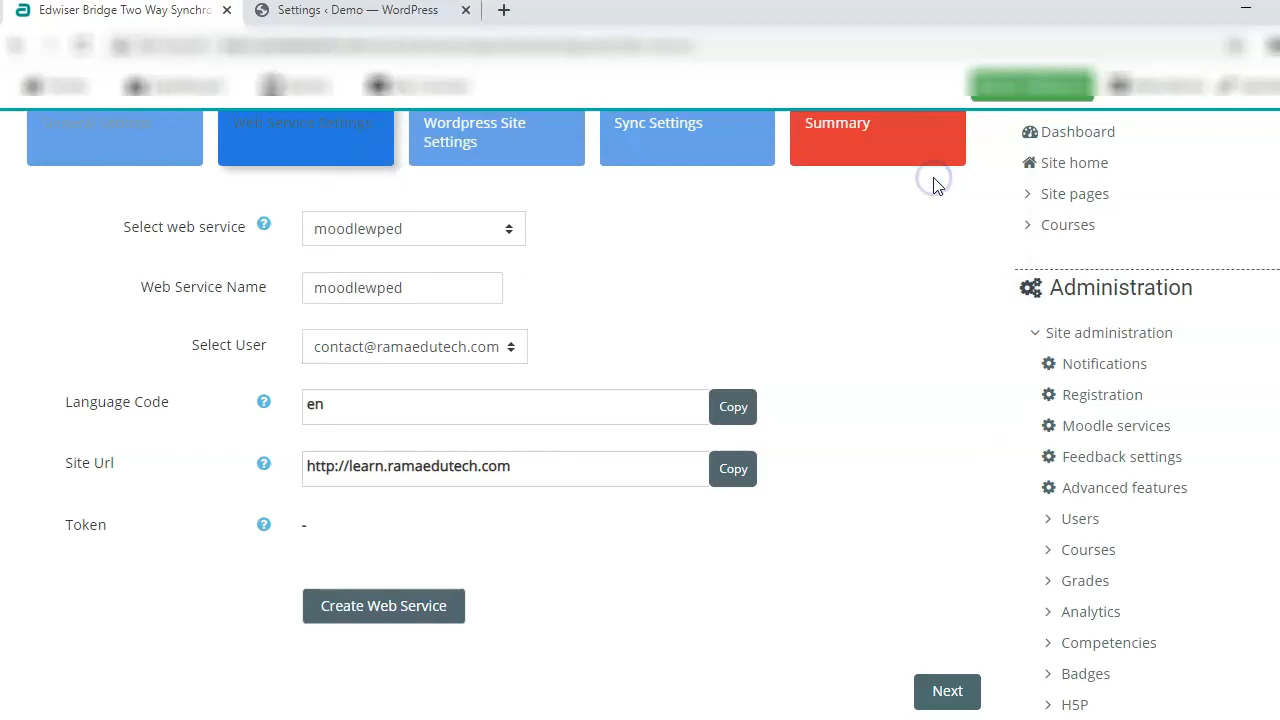 Edwiser Bridge Two Way Synchro
Settings ‹ Demo — WordPress
Web Service Settings
Wordpress Site
Settings
Sync Settings
Summary
Select web service
moodlewped
Web Service Name
moodlewped
Select User
contact@ramaedutech.com
Language Code
en
Copy
Site Url
http://learn.ramaedutech.com
Copy
Token
-
Create Web Service
Next
Dashboard
Site home
Site pages
Courses
Administration
Site administration
Notifications
Registration
Moodle services
Feedback settings
Advanced features
Users
Courses
Grades
Analytics
Competencies
Badges
H5P